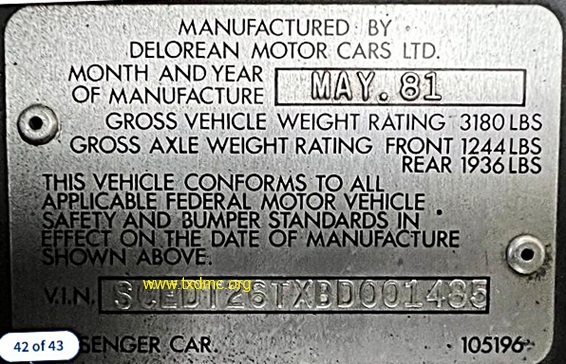 MANUFACTURED BY
DELOREAN MOTOR CARS LTD.
MONTH AND YEAR
OF MANUFACTURE MAY. 81
GROSS VEHICLE WEIGHT RATING 3180 LBS
GROSS AXLE WEIGHT RATING FRONT 1244 LBS
REAR 1936 LBS
THIS VEHICLE CONFORMS TO ALL
APPLICABLE FEDERAL MOTOR VEHICLE
SAFETY AND BUMPER STANDARDS IN
EFFECT ON THE DATE OF MANUFACTURE
SHOWN ABOVE.
www.txdmc.org
V.I.N. SCEDT26TXBD001485
42 of 43
SENGER CAR. 105196